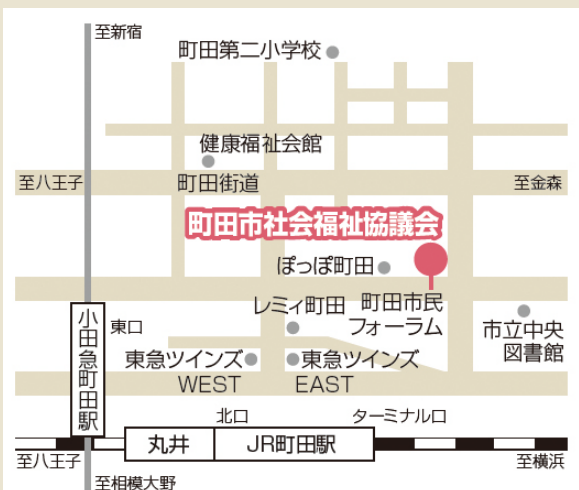 至新宿
町田第二小学校
健康福祉会館
至八王子
町田街道
至金森
町田市社会福祉協議会
ぽっぽ町田
レミィ町田
町田市民
フォーラム
市立中央
図書館
小田急町田駅
東口
東急ツインズ
WEST
東急ツインズ
EAST
北口
ターミナル口
丸井
JR町田駅
至八王子
至横浜
至相模大野